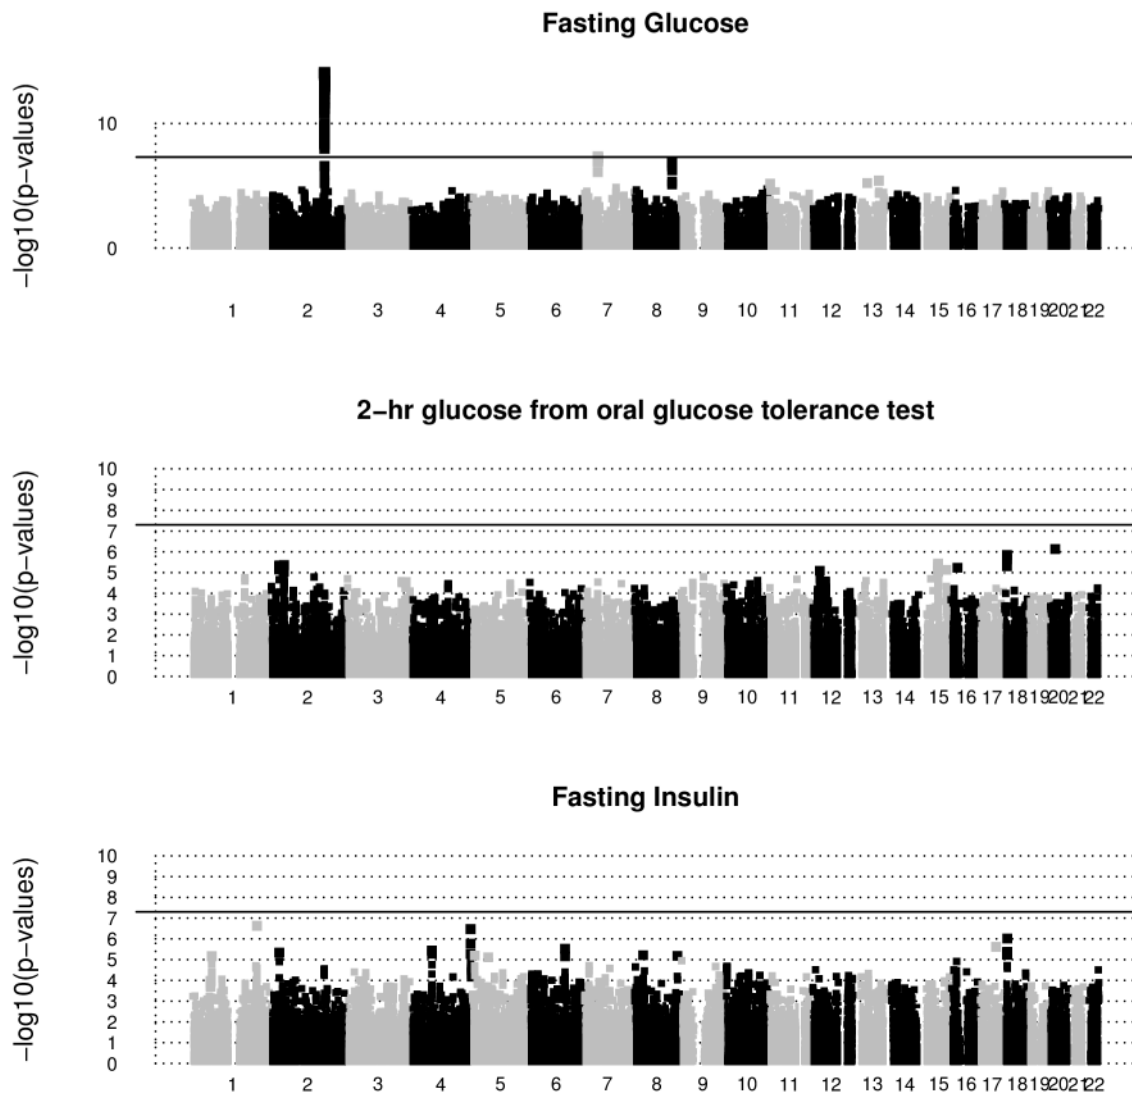 Fasting Glucose
−log10(p−values)
10
0
1 2 3 4 5 6 7 8 9 10 11 12 13 14 15 16 17 18 19 20 21 22
2−hr glucose from oral glucose tolerance test
−log10(p−values)
10
9
8
7
6
5
4
3
2
1
0
1 2 3 4 5 6 7 8 9 10 11 12 13 14 15 16 17 18 19 20 21 22
Fasting Insulin
−log10(p−values)
10
9
8
7
6
5
4
3
2
1
0
1 2 3 4 5 6 7 8 9 10 11 12 13 14 15 16 17 18 19 20 21 22